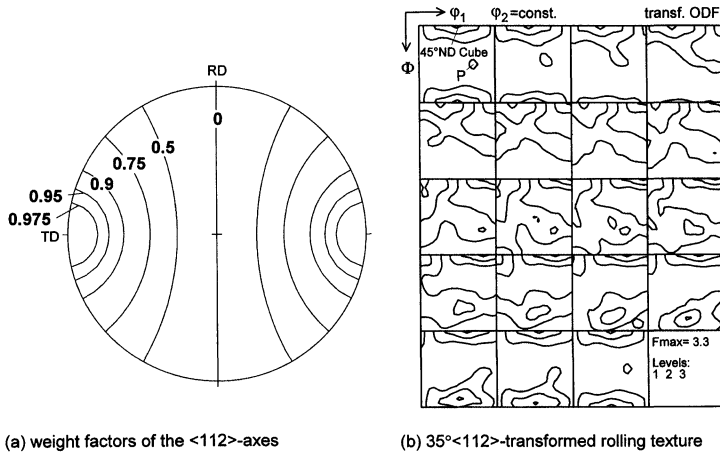 RD
0
0.5
0.75
0.9
0.95
0.975
TD
(a) weight factors of the <112>-axes
φ₁ φ₂=const. transf. ODF
Φ
45°ND Cube
P
Fmax= 3.3
Levels:
1 2 3
(b) 35°<112>-transformed rolling texture